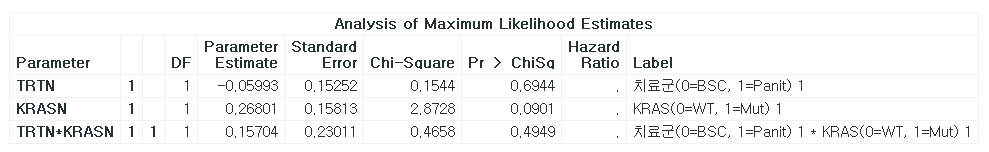 Analysis of Maximum Likelihood Estimates
Parameter DF Parameter Estimate Standard Error Chi-Square Pr > ChiSq Hazard Ratio Label
TRTN 1 1 -0.05993 0.15252 0.1544 0.6944 . 치료군(0=BSC, 1=Panit) 1
KRASN 1 1 0.26801 0.15813 2.8728 0.0901 . KRAS(0=WT, 1=Mut) 1
TRTN*KRASN 1 1 1 0.15704 0.23011 0.4658 0.4949 . 치료군(0=BSC, 1=Panit) 1 * KRAS(0=WT, 1=Mut) 1